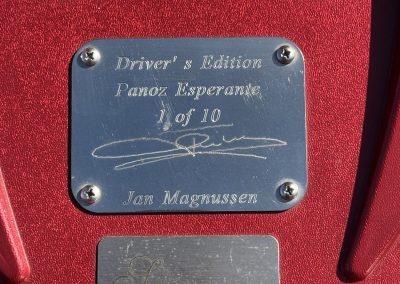 Driver's Edition
Panoz Esperante
1 of 10
Jan Magnussen